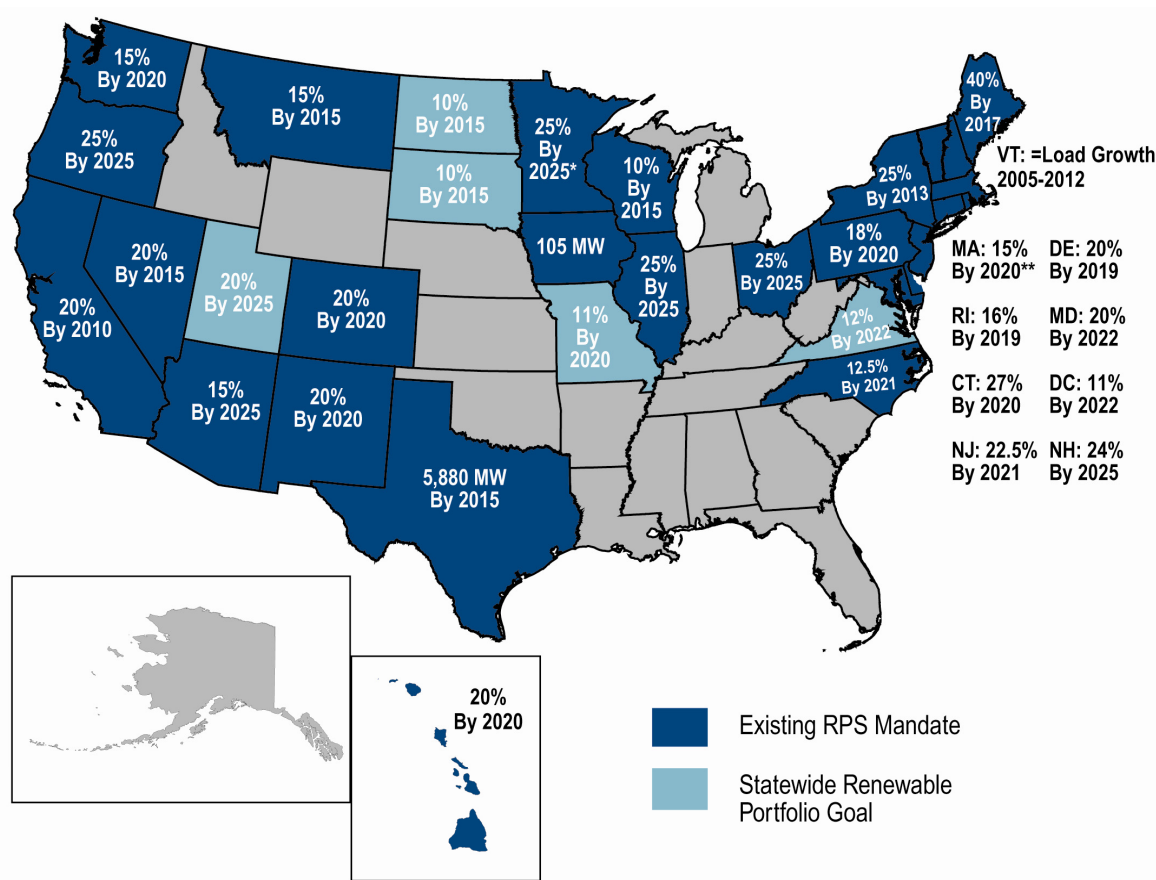 15%
By 2020
15%
By 2015
10%
By 2015
25%
By
2025*
40%
By
2017
25%
By 2025
10%
By 2015
10%
By
2015
25%
By 2013
VT: =Load Growth
2005-2012
20%
By 2015
20%
By 2025
105 MW
18%
By 2020
20%
By 2010
20%
By 2020
25%
By
2025
25%
By 2025
11%
By
2020
12%
By 2022
12.5%
By 2021
15%
By 2025
20%
By 2020
5,880 MW
By 2015
MA: 15%
By 2020**
DE: 20%
By 2019
RI: 16%
By 2019
MD: 20%
By 2022
CT: 27%
By 2020
DC: 11%
By 2022
NJ: 22.5%
By 2021
NH: 24%
By 2025
20%
By 2020
Existing RPS Mandate
Statewide Renewable
Portfolio Goal